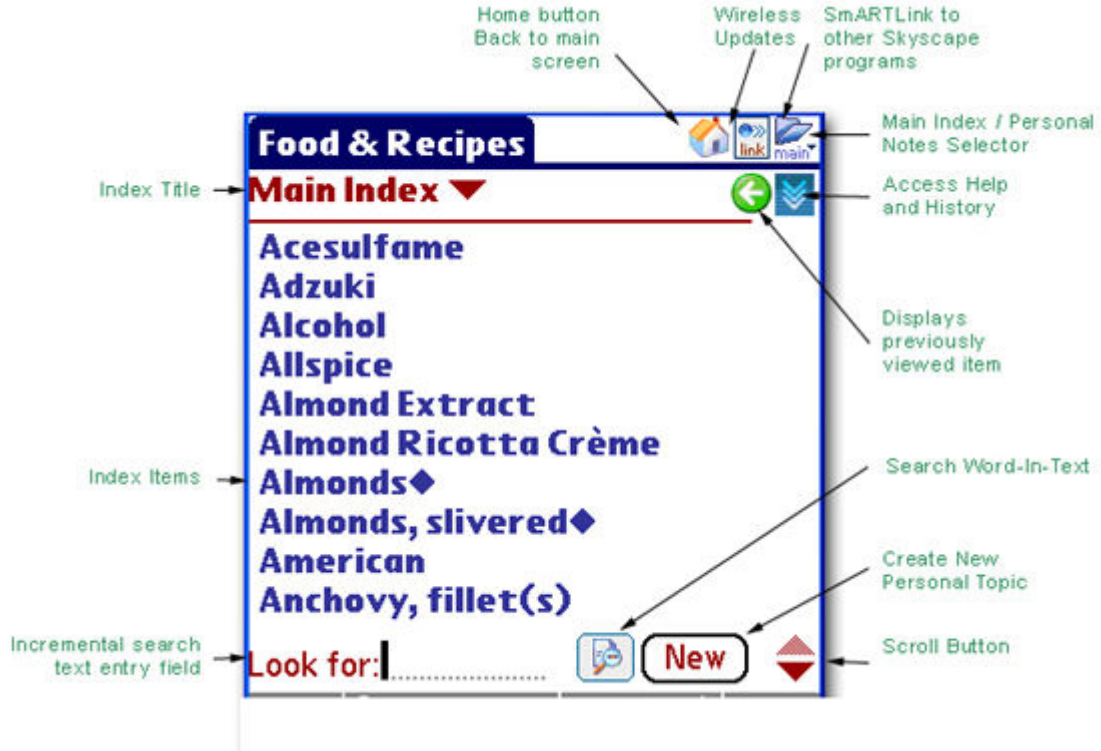 Home button
Back to main
screen
Wireless
Updates
SmARTLink to
other Skyscape
programs
Food & Recipes
link
main
Main Index / Personal
Notes Selector
Index Title
Main Index
Access Help
and History
Acesulfame
Adzuki
Alcohol
Allspice
Displays
previously
viewed item
Almond Extract
Almond Ricotta Crème
Index Items
Almonds◆
Search Word-In-Text
Almonds, slivered◆
American
Anchovy, fillet(s)
Create New
Personal Topic
Incremental search
text entry field
Look for:
New
Scroll Button